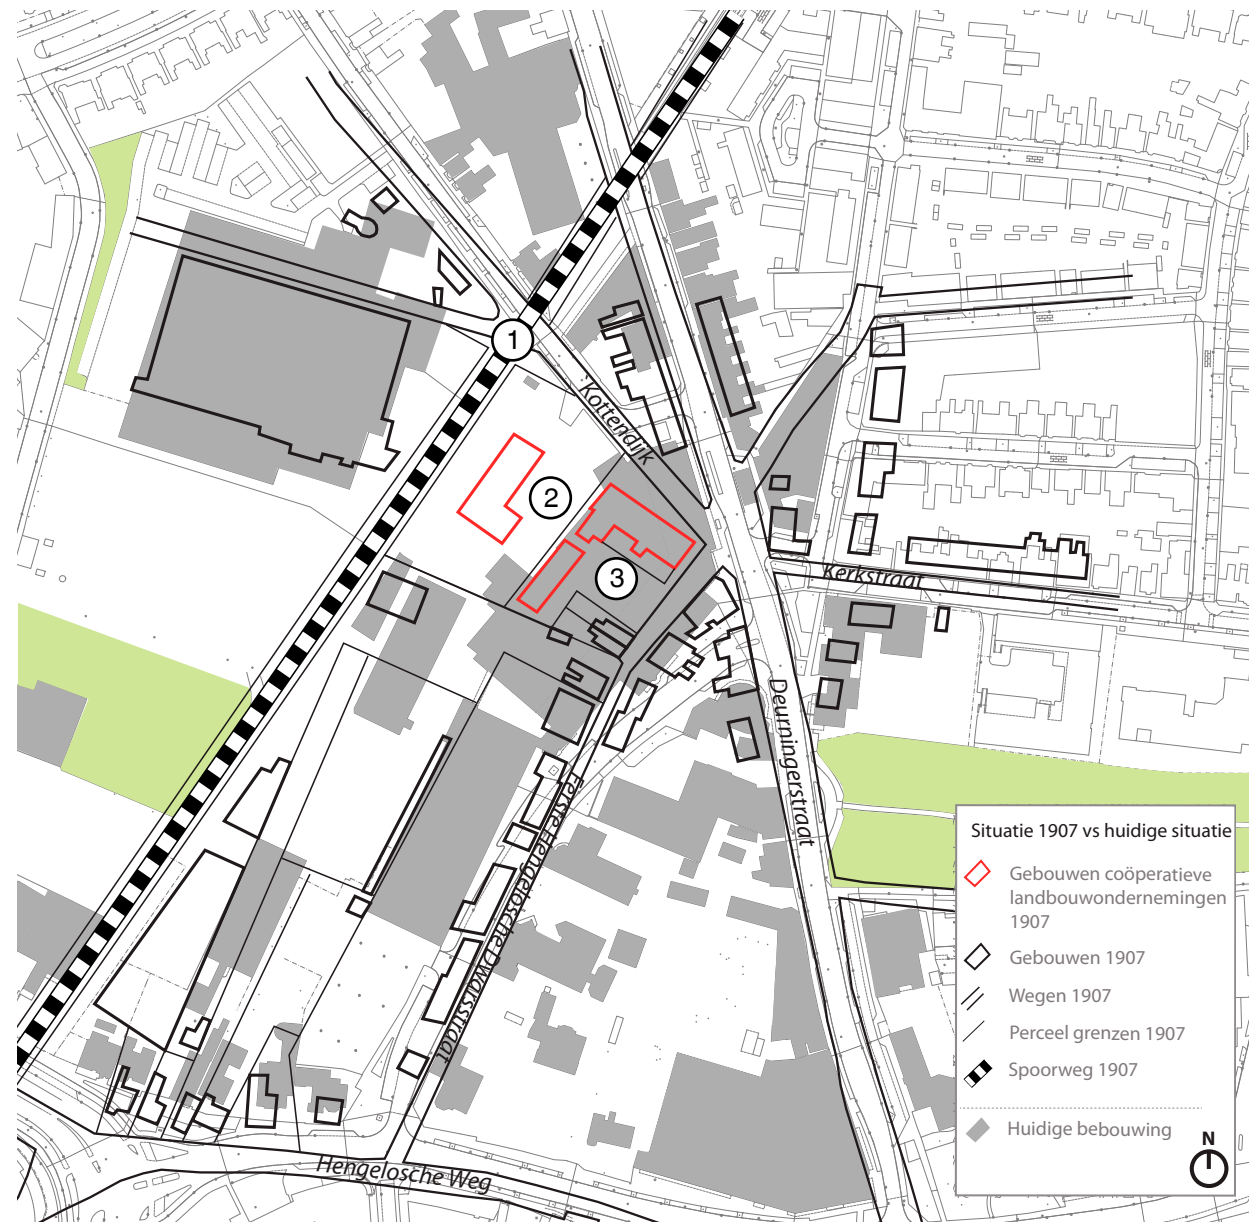 1
Kottendijk
2
3
Kerkstraat
Deurningerstraat
Eerste Hengelosche Dwarsstraat
Hengelosche Weg
Situatie 1907 vs huidige situatie
Gebouwen coöperatieve
landbouwondernemingen
1907
Gebouwen 1907
Wegen 1907
Perceel grenzen 1907
Spoorweg 1907
Huidige bebouwing
N